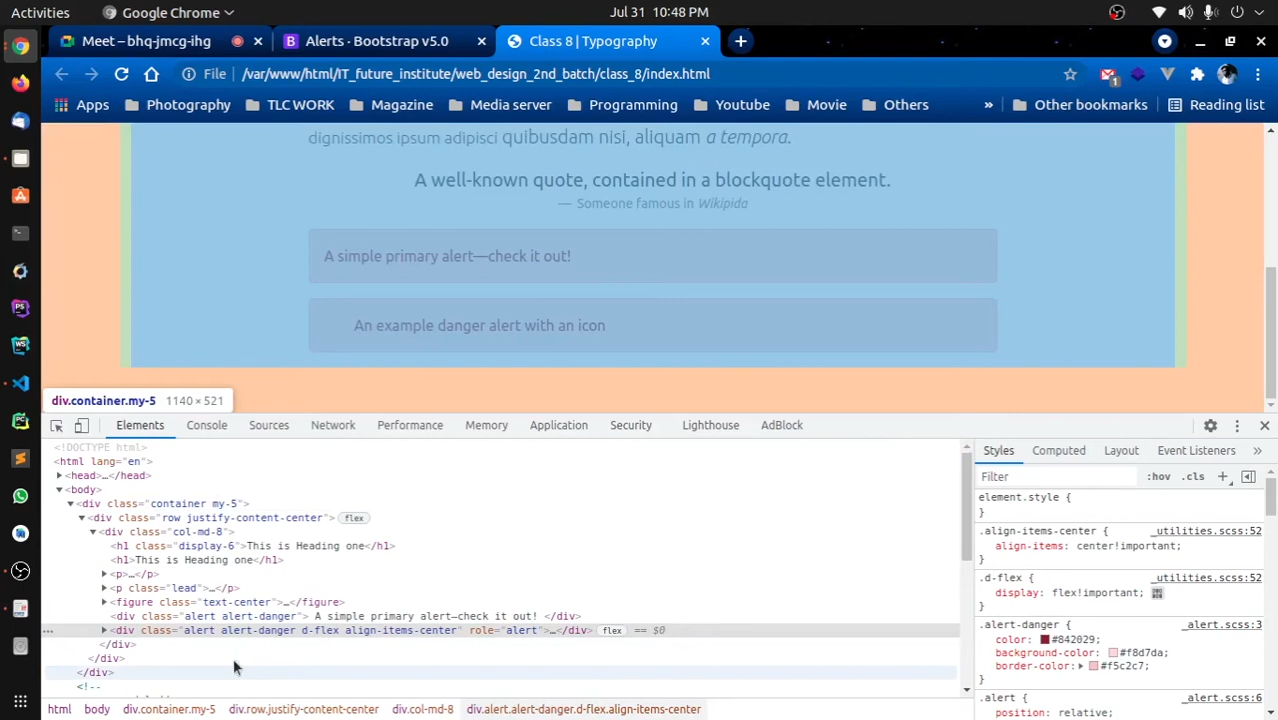 Activities
Google Chrome
Jul 31 10:48 PM
Meet – bhq-jmcg-ihg
Alerts · Bootstrap v5.0
Class 8 | Typography
File
/var/www/html/IT_future_institute/web_design_2nd_batch/class_8/index.html
1
Apps
Photography
TLC WORK
Magazine
Media server
Programming
Youtube
Movie
Others
»
Other bookmarks
Reading list
dignissimos ipsum adipisci quibusdam nisi, aliquam a tempora.
A well-known quote, contained in a blockquote element.
— Someone famous in Wikipida
A simple primary alert—check it out!
An example danger alert with an icon
div.container.my-5 1140 × 521
Elements
Console
Sources
Network
Performance
Memory
Application
Security
Lighthouse
AdBlock
<!DOCTYPE html>
<html lang="en">
<head>…</head>
<body>
<div class="container my-5">
<div class="row justify-content-center"> flex
<div class="col-md-8">
<h1 class="display-6">This is Heading one</h1>
<h1>This is Heading one</h1>
<p>…</p>
<p class="lead">…</p>
<figure class="text-center">…</figure>
<div class="alert alert-danger"> A simple primary alert—check it out! </div>
<div class="alert alert-danger d-flex align-items-center" role="alert">…</div> flex == $0
</div>
</div>
</div>
<!--
html
body
div.container.my-5
div.row.justify-content-center
div.col-md-8
div.alert.alert-danger.d-flex.align-items-center
Styles
Computed
Layout
Event Listeners
»
Filter
:hov
.cls
element.style {
}
.align-items-center {
_utilities.scss:52
align-items: center!important;
}
.d-flex {
_utilities.scss:52
display: flex!important;
}
.alert-danger {
_alert.scss:3
color: #842029;
background-color: #f8d7da;
border-color: #f5c2c7;
}
.alert {
_alert.scss:6
position: relative;